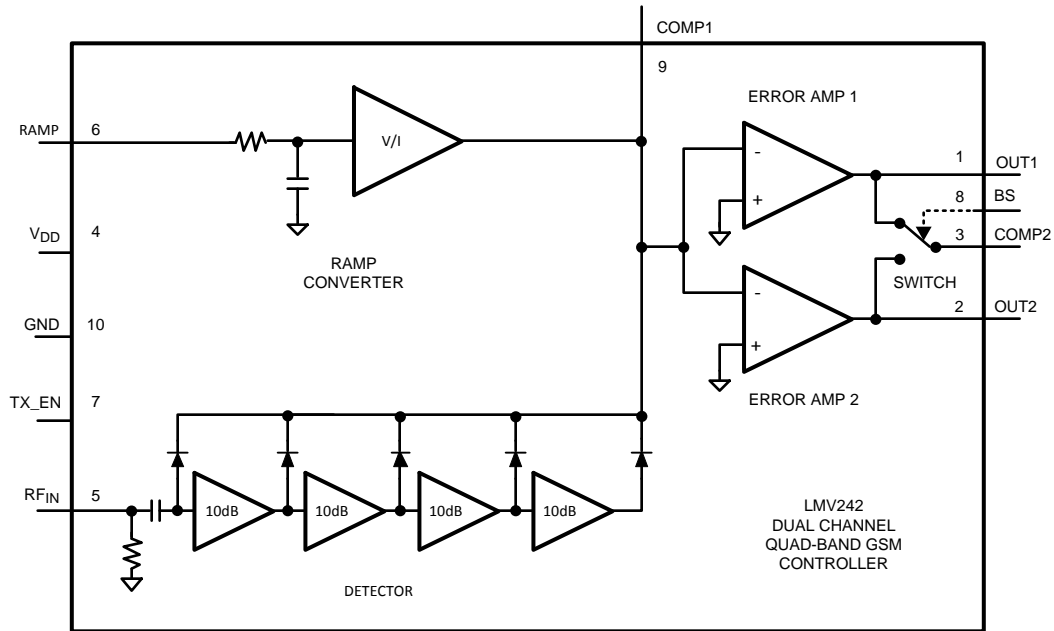 COMP1
9
ERROR AMP 1
RAMP
6
V/I
-
+
1
OUT1
8
BS
3
COMP2
VDD
4
RAMP
CONVERTER
SWITCH
-
+
2
OUT2
GND
10
ERROR AMP 2
TX_EN
7
RFIN
5
10dB
10dB
10dB
10dB
LMV242
DUAL CHANNEL
QUAD-BAND GSM
CONTROLLER
DETECTOR